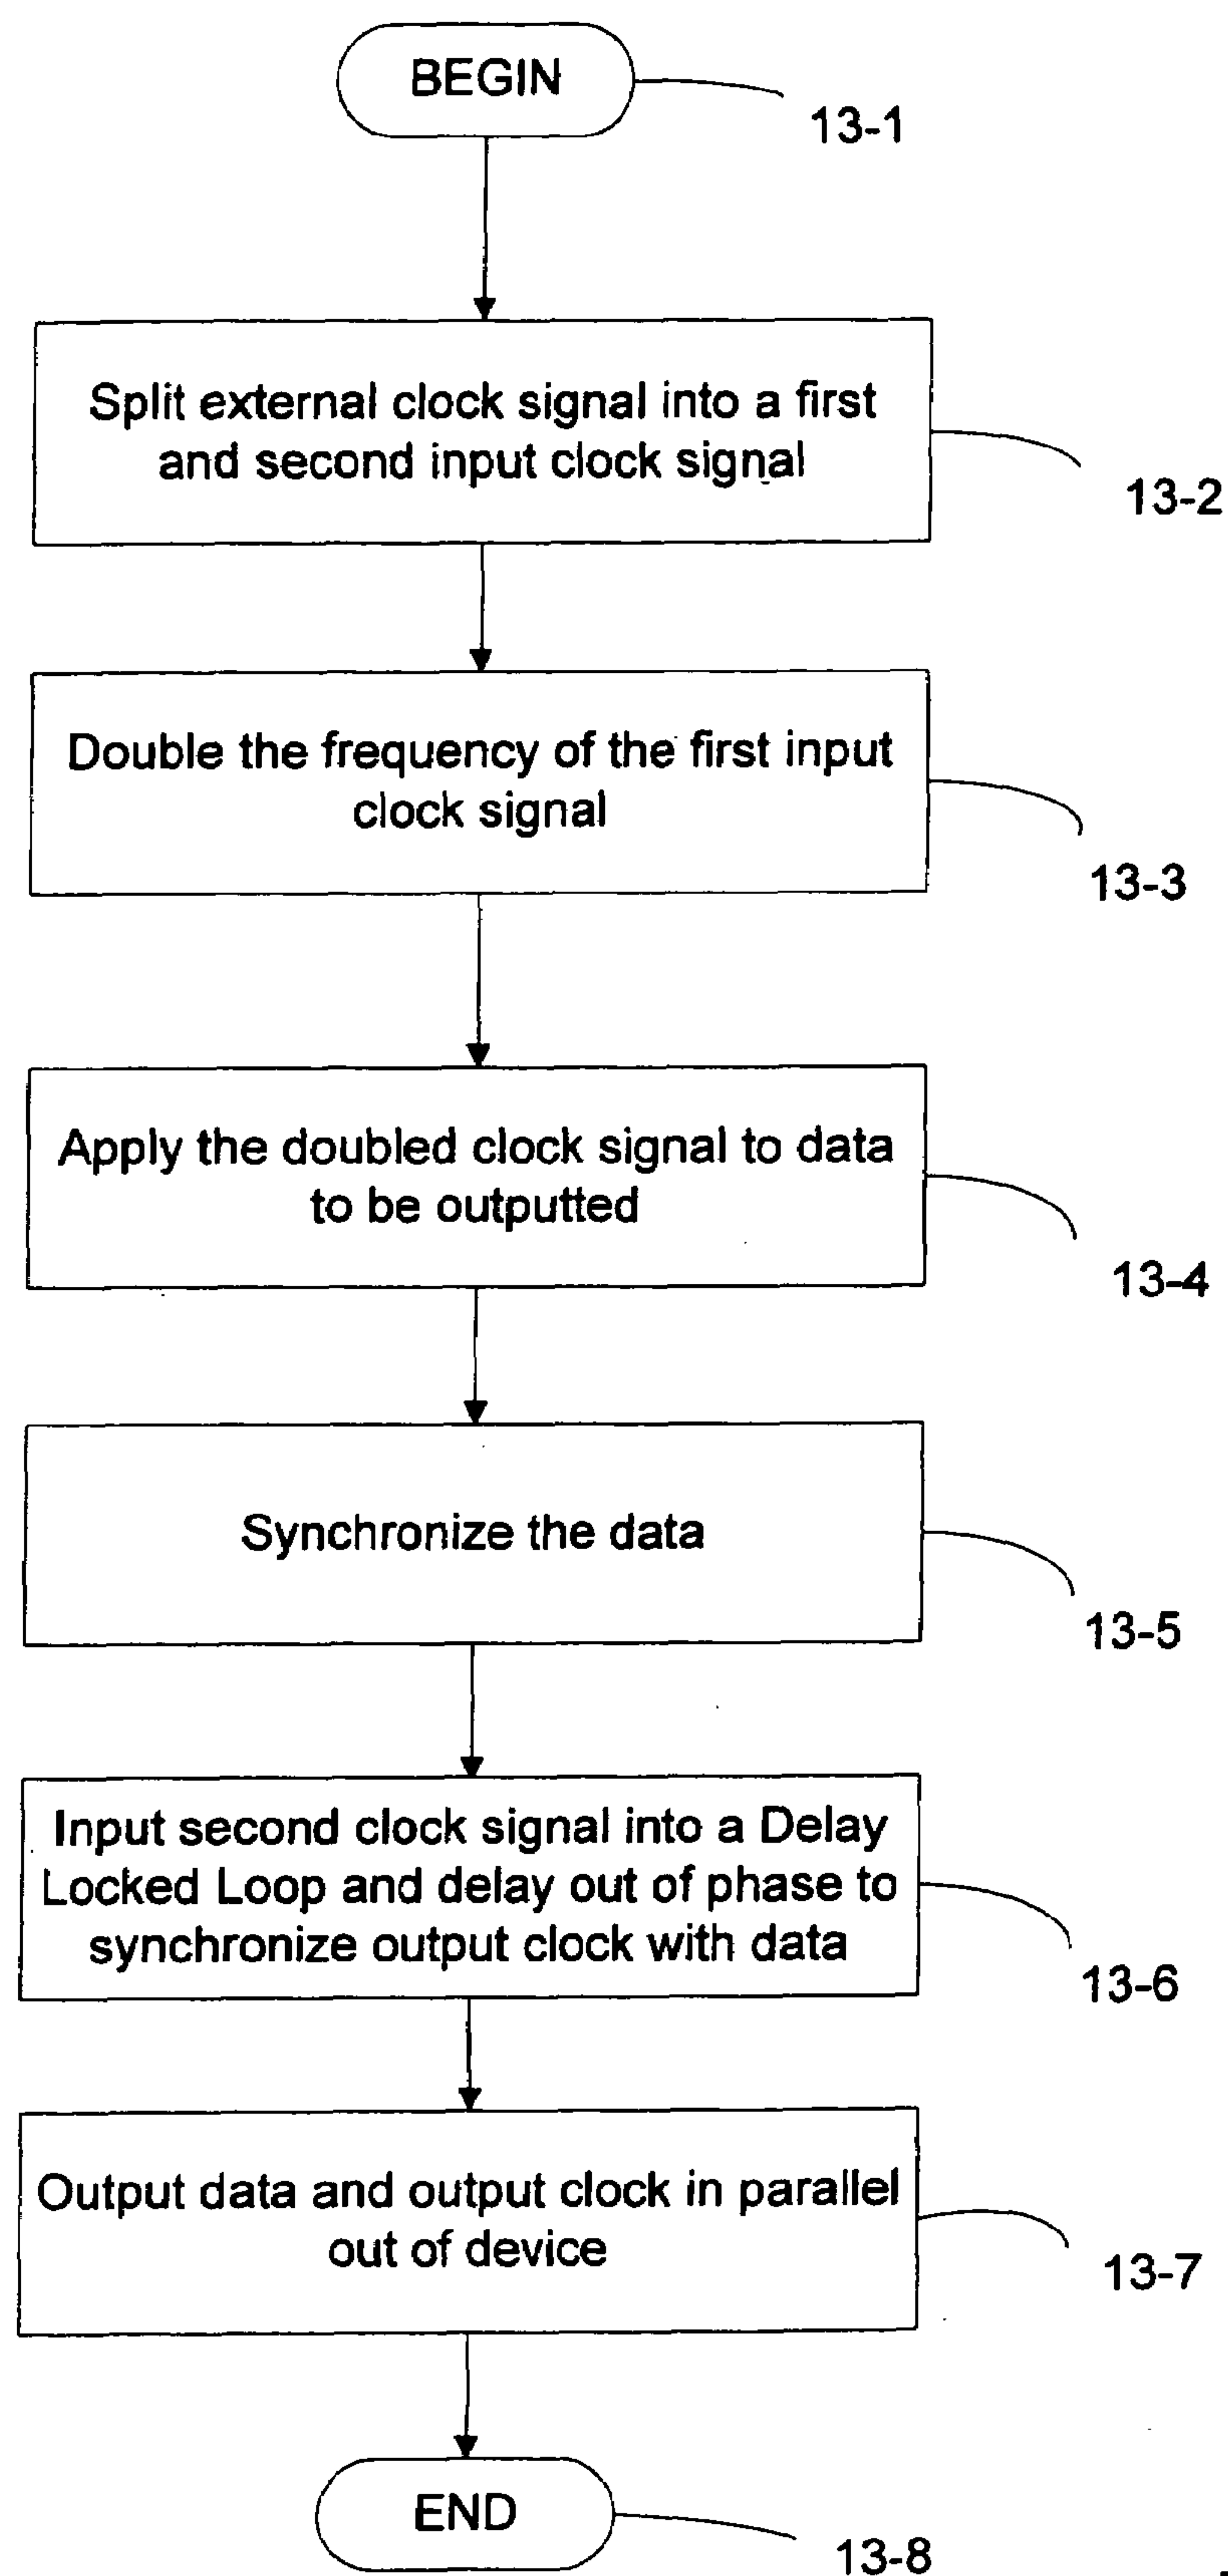 BEGIN
13-1
Split external clock signal into a first
and second input clock signal
13-2
Double the frequency of the first input
clock signal
13-3
Apply the doubled clock signal to data
to be outputted
13-4
Synchronize the data
13-5
Input second clock signal into a Delay
Locked Loop and delay out of phase to
synchronize output clock with data
13-6
Output data and output clock in parallel
out of device
13-7
END
13-8